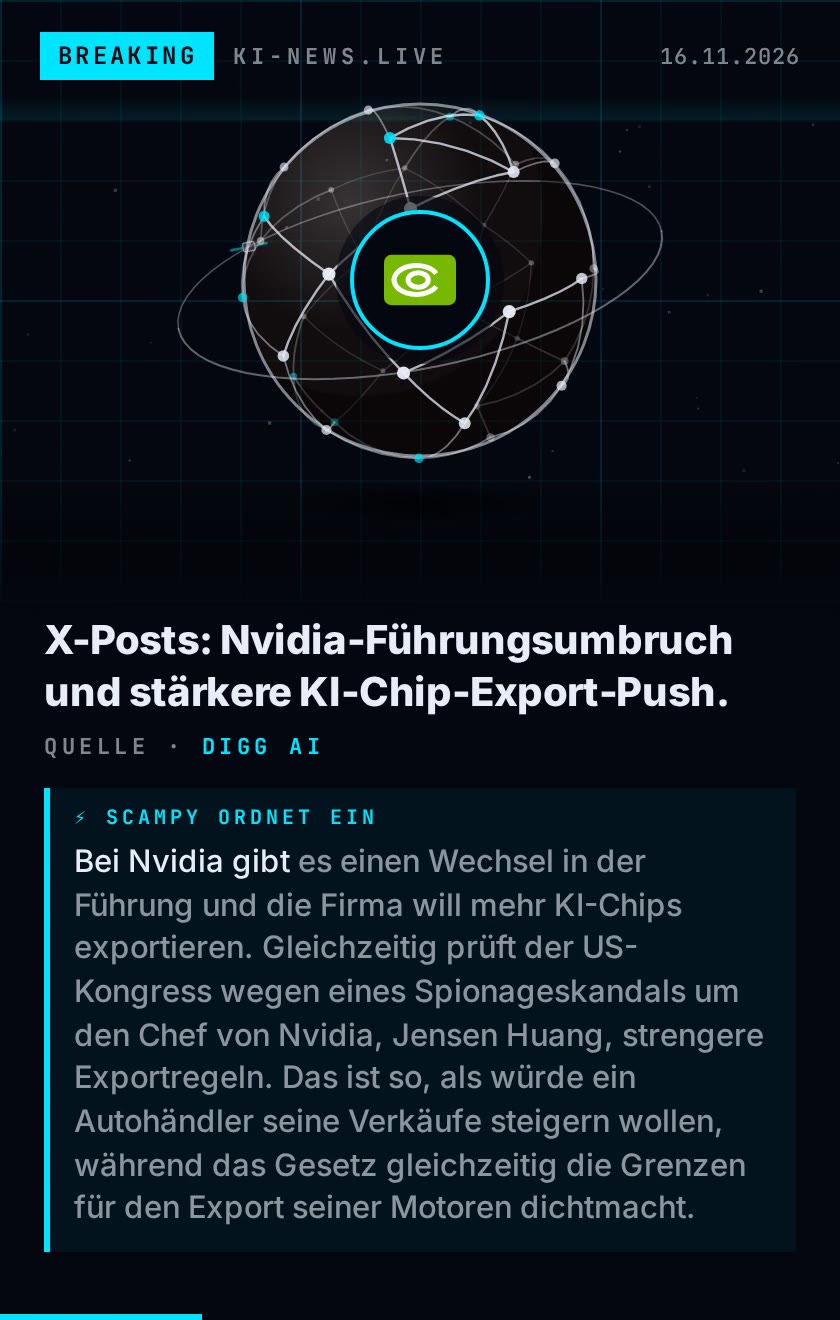 BREAKING KI-NEWS.LIVE 16.11.2026
X-Posts: Nvidia-Führungsumbruch
und stärkere KI-Chip-Export-Push.
QUELLE · DIGG AI
⚡ SCAMPY ORDNET EIN
Bei Nvidia gibt es einen Wechsel in der
Führung und die Firma will mehr KI-Chips
exportieren. Gleichzeitig prüft der US-
Kongress wegen eines Spionageskandals um
den Chef von Nvidia, Jensen Huang, strengere
Exportregeln. Das ist so, als würde ein
Autohändler seine Verkäufe steigern wollen,
während das Gesetz gleichzeitig die Grenzen
für den Export seiner Motoren dichtmacht.